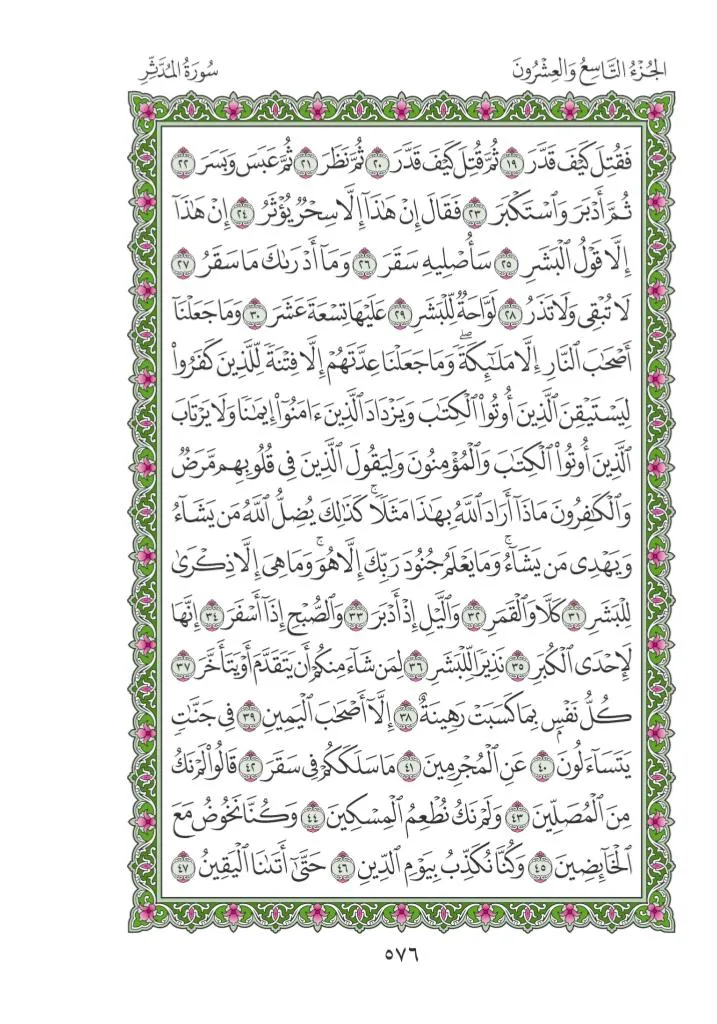 الجُزْءُ التَّاسِعُ وَالعِشْرُونَ
سُورَةُ المُدَّثِّرِ
فَقُتِلَ كَيْفَ قَدَّرَ ١٩ ثُمَّ قُتِلَ كَيْفَ قَدَّرَ ٢٠ ثُمَّ نَظَرَ ٢١ ثُمَّ عَبَسَ وَبَسَرَ ٢٢
ثُمَّ أَدْبَرَ وَٱسْتَكْبَرَ ٢٣ فَقَالَ إِنْ هَٰذَآ إِلَّا سِحْرٌ يُؤْثَرُ ٢٤ إِنْ هَٰذَآ
إِلَّا قَوْلُ ٱلْبَشَرِ ٢٥ سَأُصْلِيهِ سَقَرَ ٢٦ وَمَآ أَدْرَىٰكَ مَا سَقَرُ ٢٧
لَا تُبْقِى وَلَا تَذَرُ ٢٨ لَوَّاحَةٌ لِّلْبَشَرِ ٢٩ عَلَيْهَا تِسْعَةَ عَشَرَ ٣٠ وَمَا جَعَلْنَآ
أَصْحَٰبَ ٱلنَّارِ إِلَّا مَلَٰٓئِكَةً ۙ وَمَا جَعَلْنَا عِدَّتَهُمْ إِلَّا فِتْنَةً لِّلَّذِينَ كَفَرُوا۟
لِيَسْتَيْقِنَ ٱلَّذِينَ أُوتُوا۟ ٱلْكِتَٰبَ وَيَزْدَادَ ٱلَّذِينَ ءَامَنُوٓا۟ إِيمَٰنًا وَلَا يَرْتَابَ
ٱلَّذِينَ أُوتُوا۟ ٱلْكِتَٰبَ وَٱلْمُؤْمِنُونَ وَلِيَقُولَ ٱلَّذِينَ فِى قُلُوبِهِم مَّرَضٌ
وَٱلْكَٰفِرُونَ مَاذَآ أَرَادَ ٱللَّهُ بِهَٰذَا مَثَلًا ۚ كَذَٰلِكَ يُضِلُّ ٱللَّهُ مَن يَشَآءُ
وَيَهْدِى مَن يَشَآءُ ۚ وَمَا يَعْلَمُ جُنُودَ رَبِّكَ إِلَّا هُوَ ۚ وَمَا هِىَ إِلَّا ذِكْرَىٰ
لِلْبَشَرِ ٣١ كَلَّا وَٱلْقَمَرِ ٣٢ وَٱلَّيْلِ إِذْ أَدْبَرَ ٣٣ وَٱلصُّبْحِ إِذَآ أَسْفَرَ ٣٤ إِنَّهَا
لَإِحْدَى ٱلْكُبَرِ ٣٥ نَذِيرًا لِّلْبَشَرِ ٣٦ لِمَن شَآءَ مِنكُمْ أَن يَتَقَدَّمَ أَوْ يَتَأَخَّرَ ٣٧
كُلُّ نَفْسٍۭ بِمَا كَسَبَتْ رَهِينَةٌ ٣٨ إِلَّآ أَصْحَٰبَ ٱلْيَمِينِ ٣٩ فِى جَنَّٰتٍ
يَتَسَآءَلُونَ ٤٠ عَنِ ٱلْمُجْرِمِينَ ٤١ مَا سَلَكَكُمْ فِى سَقَرَ ٤٢ قَالُوا۟ لَمْ نَكُ
مِنَ ٱلْمُصَلِّينَ ٤٣ وَلَمْ نَكُ نُطْعِمُ ٱلْمِسْكِينَ ٤٤ وَكُنَّا نَخُوضُ مَعَ
ٱلْخَآئِضِينَ ٤٥ وَكُنَّا نُكَذِّبُ بِيَوْمِ ٱلدِّينِ ٤٦ حَتَّىٰٓ أَتَىٰنَا ٱلْيَقِينُ ٤٧
٥٧٦